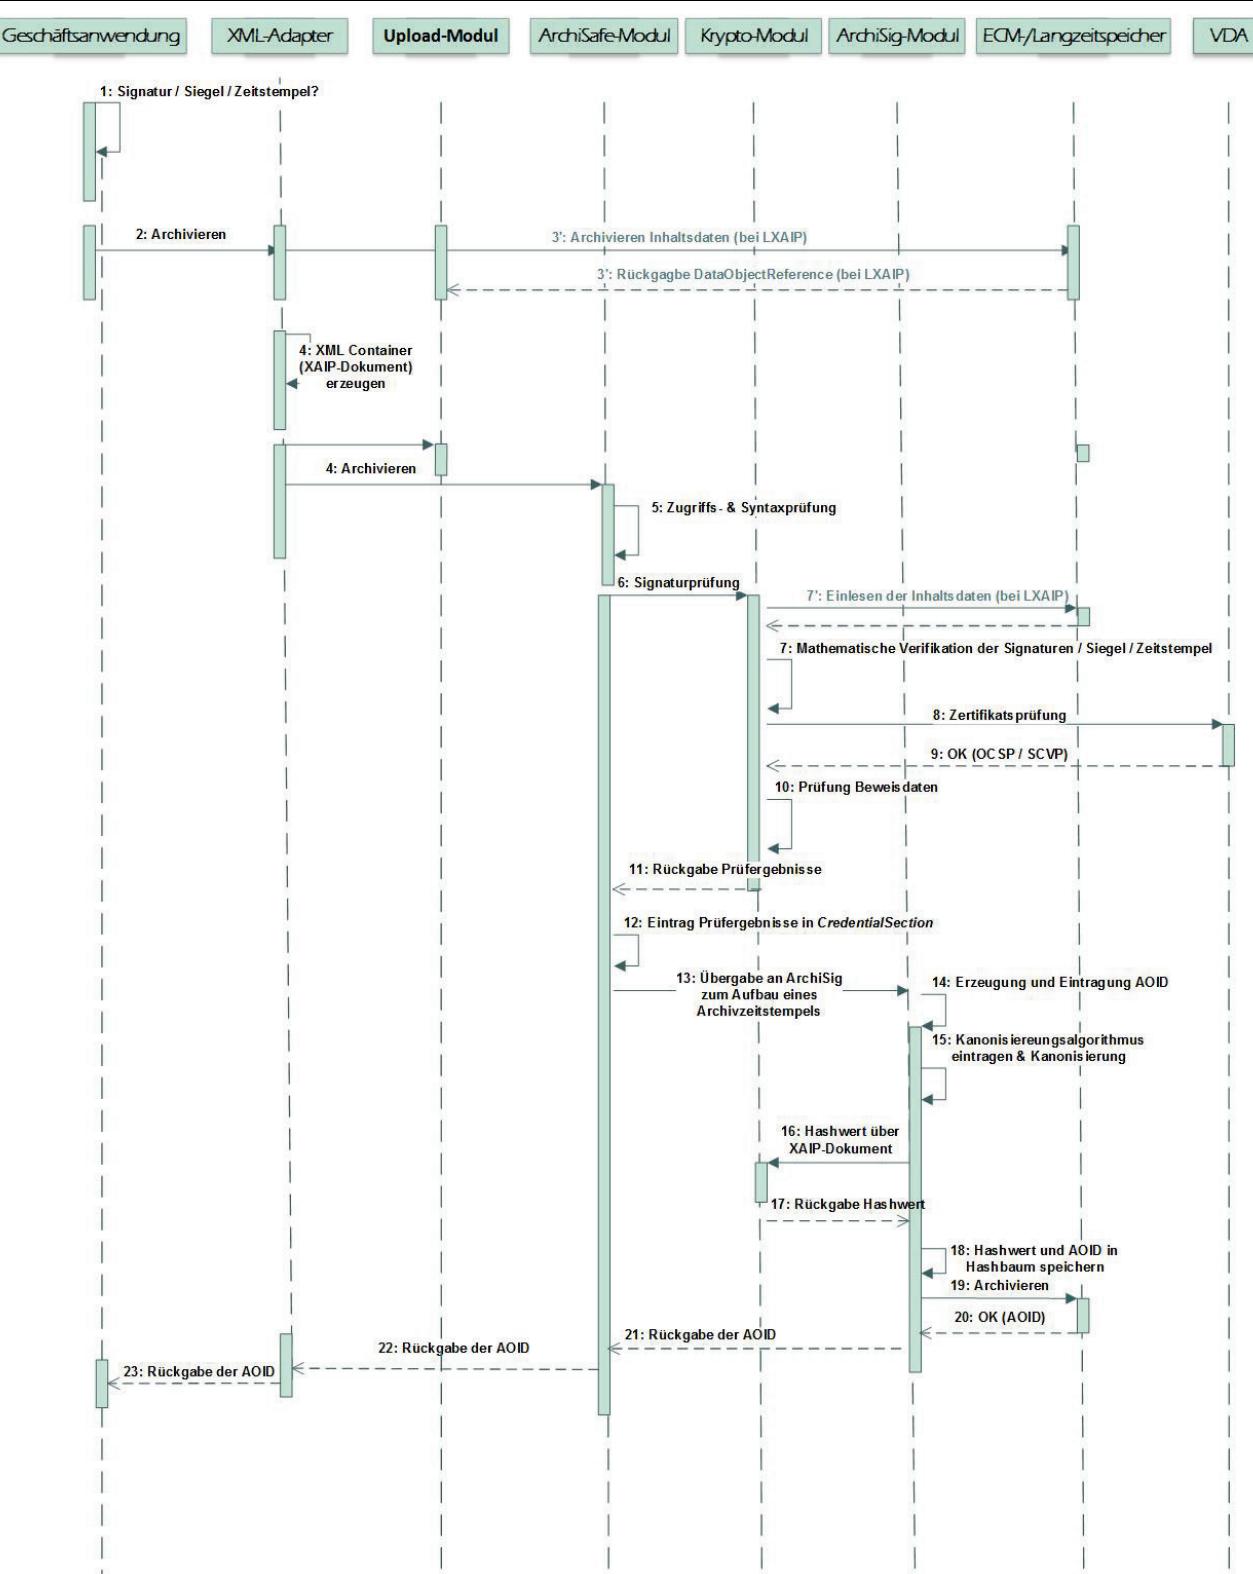 Geschäftsanwendung
XML-Adapter
Upload-Modul
ArchiSafe-Modul
Krypto-Modul
ArchiSig-Modul
ECM-/Langzeitspeicher
VDA
1: Signatur / Siegel / Zeitstempel?
2: Archivieren
3': Archivieren Inhaltsdaten (bei LXAIP)
3': Rückgagbe DataObjectReference (bei LXAIP)
4: XML Container
(XAIP-Dokument)
erzeugen
4: Archivieren
5: Zugriffs- & Syntaxprüfung
6: Signaturprüfung
7': Einlesen der Inhaltsdaten (bei LXAIP)
7: Mathematische Verifikation der Signaturen / Siegel / Zeitstempel
8: Zertifikatsprüfung
9: OK (OCSP / SCVP)
10: Prüfung Beweisdaten
11: Rückgabe Prüfergebnisse
12: Eintrag Prüfergebnisse in CredentialSection
13: Übergabe an ArchiSig
zum Aufbau eines
Archivzeitstempels
14: Erzeugung und Eintragung AOID
15: Kanonisiereungsalgorithmus
eintragen & Kanonisierung
16: Hashwert über
XAIP-Dokument
17: Rückgabe Hashwert
18: Hashwert und AOID in
Hashbaum speichern
19: Archivieren
20: OK (AOID)
21: Rückgabe der AOID
22: Rückgabe der AOID
23: Rückgabe der AOID